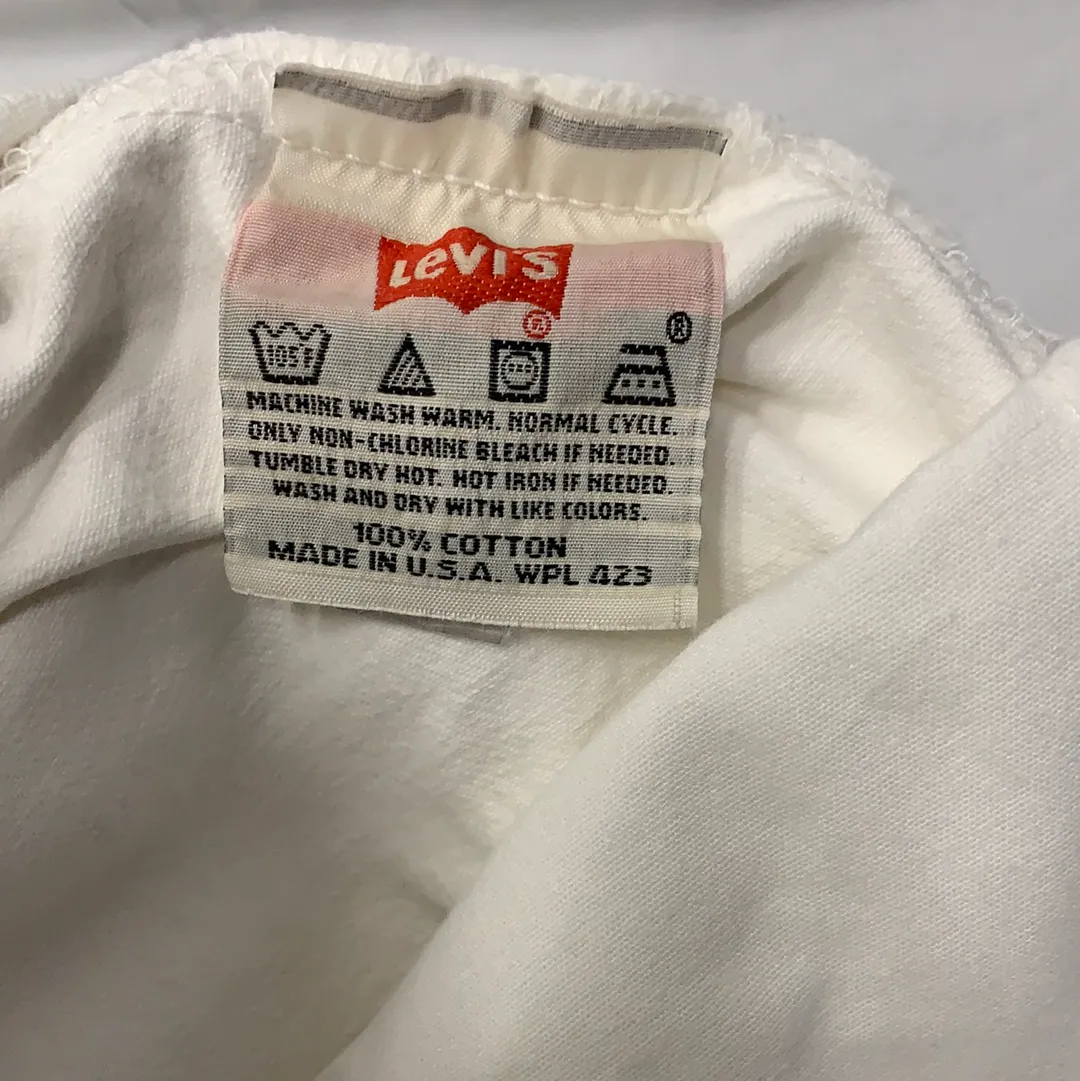 LEVI'S
®
®
105°F
MACHINE WASH WARM. NORMAL CYCLE.
ONLY NON-CHLORINE BLEACH IF NEEDED.
TUMBLE DRY HOT. HOT IRON IF NEEDED.
WASH AND DRY WITH LIKE COLORS.
100% COTTON
MADE IN U.S.A. WPL 423